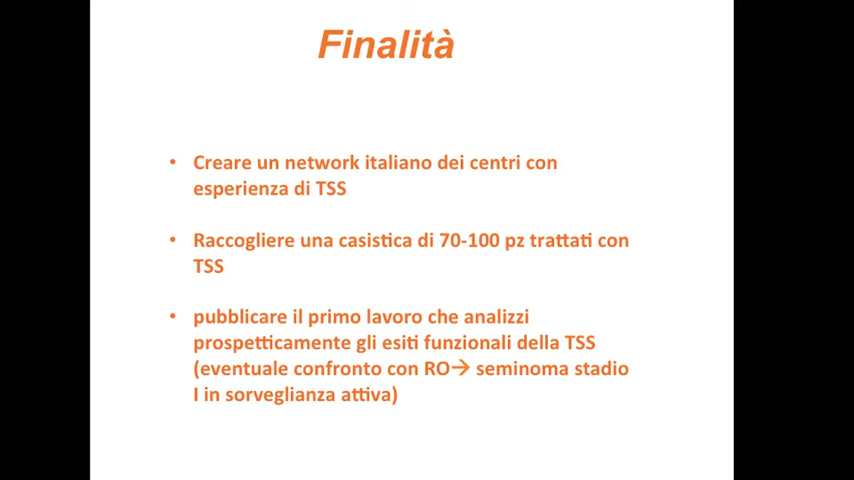 Finalità
• Creare un network italiano dei centri con
esperienza di TSS
• Raccogliere una casistica di 70-100 pz trattati con
TSS
• pubblicare il primo lavoro che analizzi
prospetticamente gli esiti funzionali della TSS
(eventuale confronto con RO→ seminoma stadio
I in sorveglianza attiva)